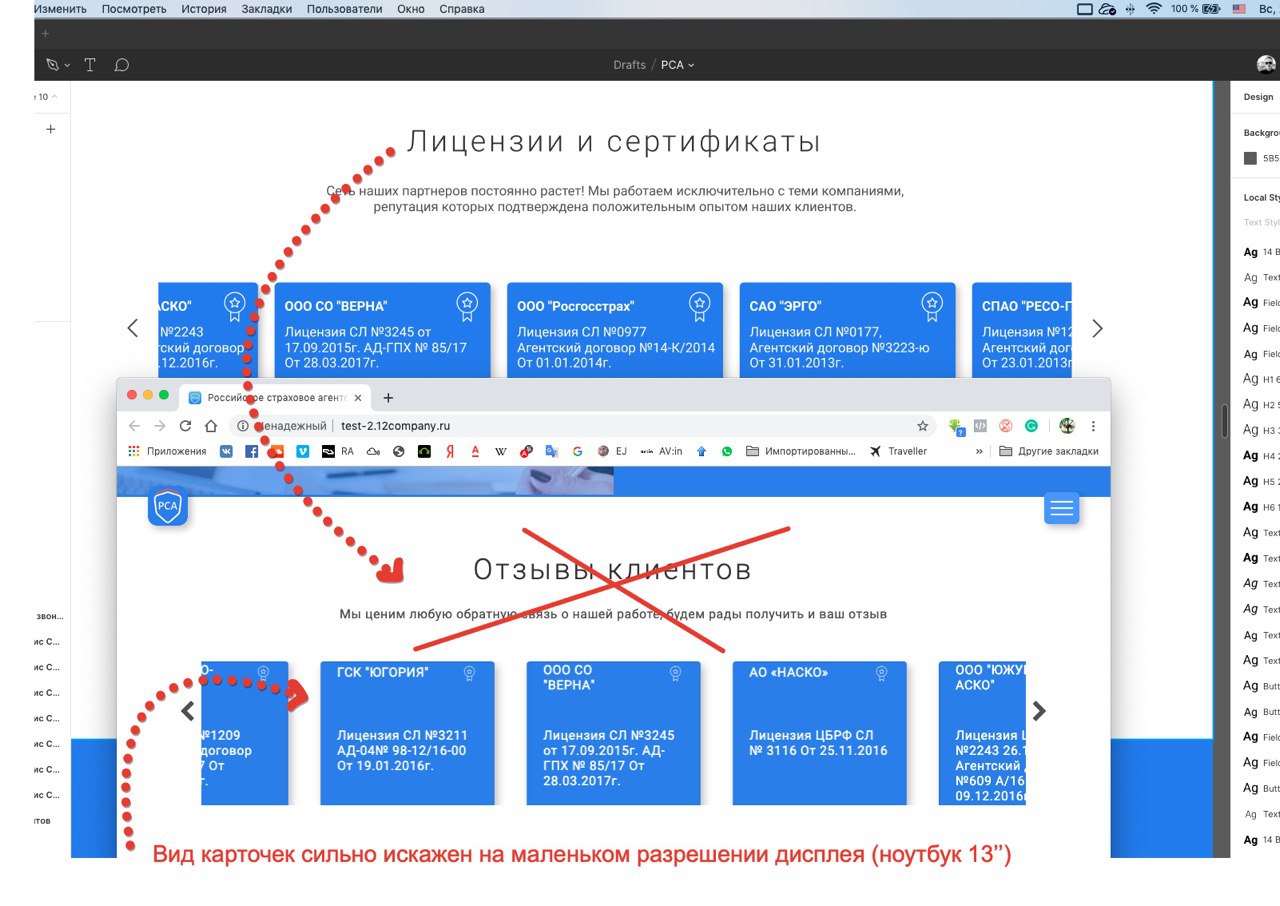 Изменить Посмотреть История Закладки Пользователи Окно Справка 100 % Вс,
Drafts / РСА
10
Design
Лицензии и сертификаты
Backgro
5B5
Сеть наших партнеров постоянно растет! Мы работаем исключительно с теми компаниями,
репутация которых подтверждена положительным опытом наших клиентов.
Local Sty
Text Styl
Ag 14 B
Ag Text
Ag Field
Ag Field
Ag Field
Ag H1 6
Ag H2 5
Ag H3 3
Ag H4 2
Ag H5 2
Ag H6 1
Ag Text
Ag Text
Ag Text
Ag Text
Ag Text
Ag Text
Ag Butt
Ag Butt
Ag Field
Ag Field
Ag Butt
Ag Text
Ag 14 B
АСКО"
№2243
тский договор
.12.2016г.
ООО СО "ВЕРНА"
Лицензия СЛ №3245 от
17.09.2015г. АД-ГПХ № 85/17
От 28.03.2017г.
ООО "Росгосстрах"
Лицензия СЛ №0977
Агентский договор №14-К/2014
От 01.01.2014г.
САО "ЭРГО"
Лицензия СЛ №0177,
Агентский договор №3223-ю
От 31.01.2013г.
СПАО "РЕСО-Г
Лицензия №12
Агентский дого
От 23.01.2013г
Российское страховое агентс
Ненадежный | test-2.12company.ru
Приложения RA EJ AV:in Импортированны... Traveller » Другие закладки
РСА
Отзывы клиентов
Мы ценим любую обратную связь о нашей работе, будем рады получить и ваш отзыв
О-
№1209
договор
7 От
г.
ГСК "ЮГОРИЯ"
Лицензия СЛ №3211
АД-04№ 98-12/16-00
От 19.01.2016г.
ООО СО
"ВЕРНА"
Лицензия СЛ №3245
от 17.09.2015г. АД-
ГПХ № 85/17 От
28.03.2017г.
АО «НАСКО»
Лицензия ЦБРФ СЛ
№ 3116 От 25.11.2016
ООО "ЮЖУ
АСКО"
Лицензия Ц
№2243 26.1
Агентский
№609 А/16
09.12.2016г
звон...
ис С...
ис С...
ис С...
ис С...
ис С...
ис С...
ис С...
тов
Вид карточек сильно искажен на маленьком разрешении дисплея (ноутбук 13’’)